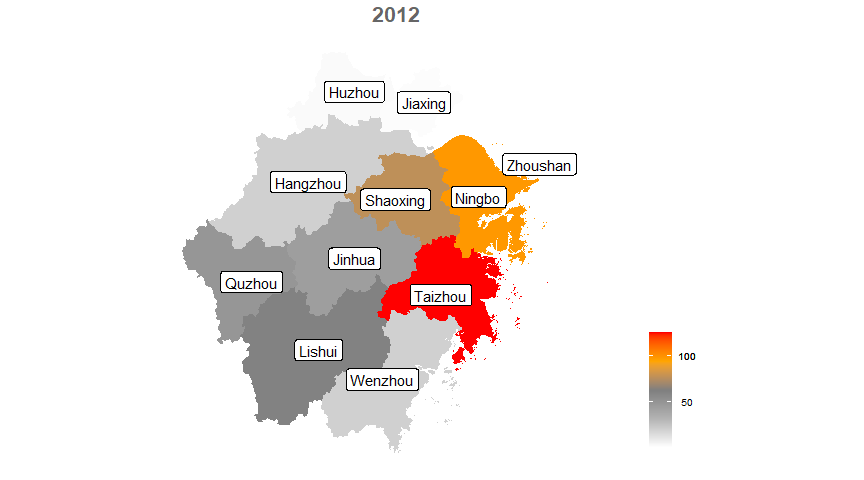 2012
Huzhou
Jiaxing
Zhoushan
Hangzhou
Ningbo
Shaoxing
Jinhua
Quzhou
Taizhou
Lishui
Wenzhou
100
50